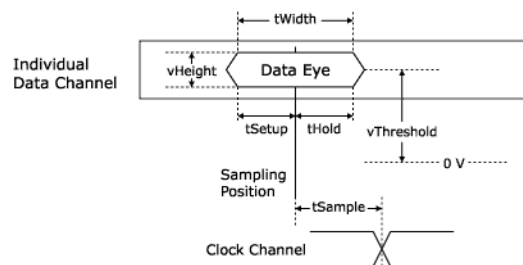 tWidth
Individual
Data Channel
vHeight
Data Eye
tSetup
tHold
vThreshold
0 V
Sampling
Position
tSample
Clock Channel